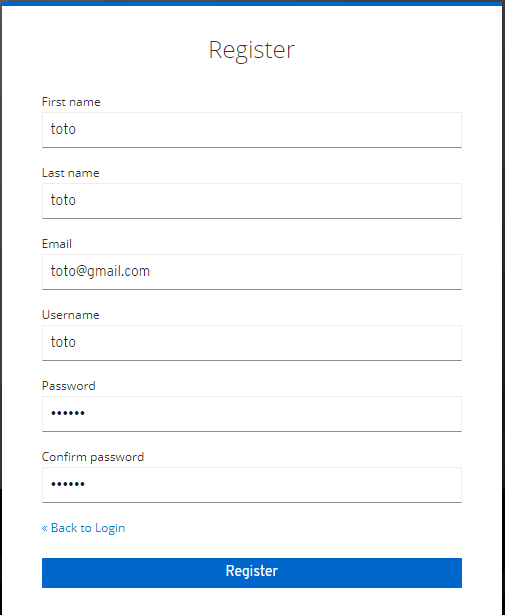 Register
First name
toto
Last name
toto
Email
toto@gmail.com
Username
toto
Password
••••••
Confirm password
••••••
« Back to Login
Register